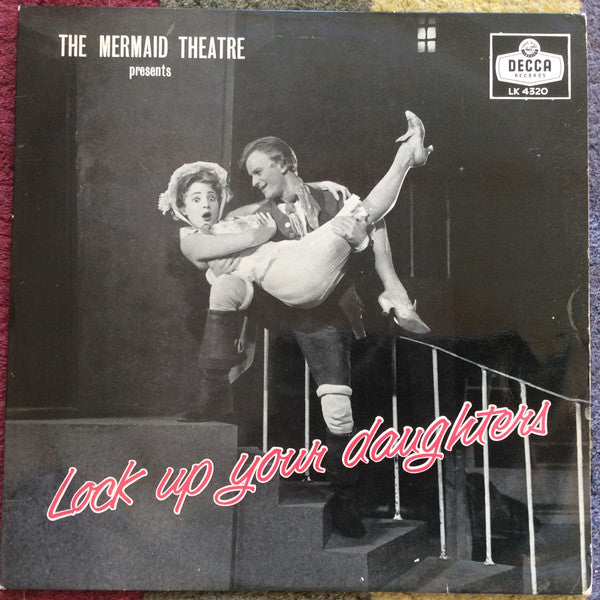 THE MERMAID THEATRE
presents
DECCA
RECORDS
LK 4320
Lock up your daughters